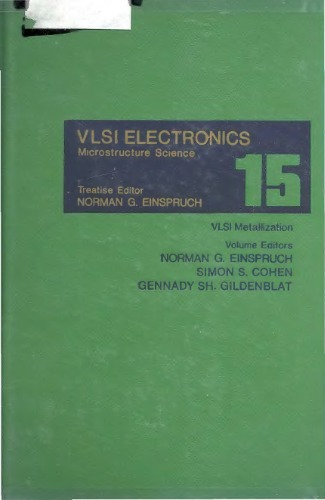 VLSI ELECTRONICS
Microstructure Science
15
Treatise Editor
NORMAN G. EINSPRUCH
VLSI Metallization
Volume Editors
NORMAN G. EINSPRUCH
SIMON S. COHEN
GENNADY SH. GILDENBLAT